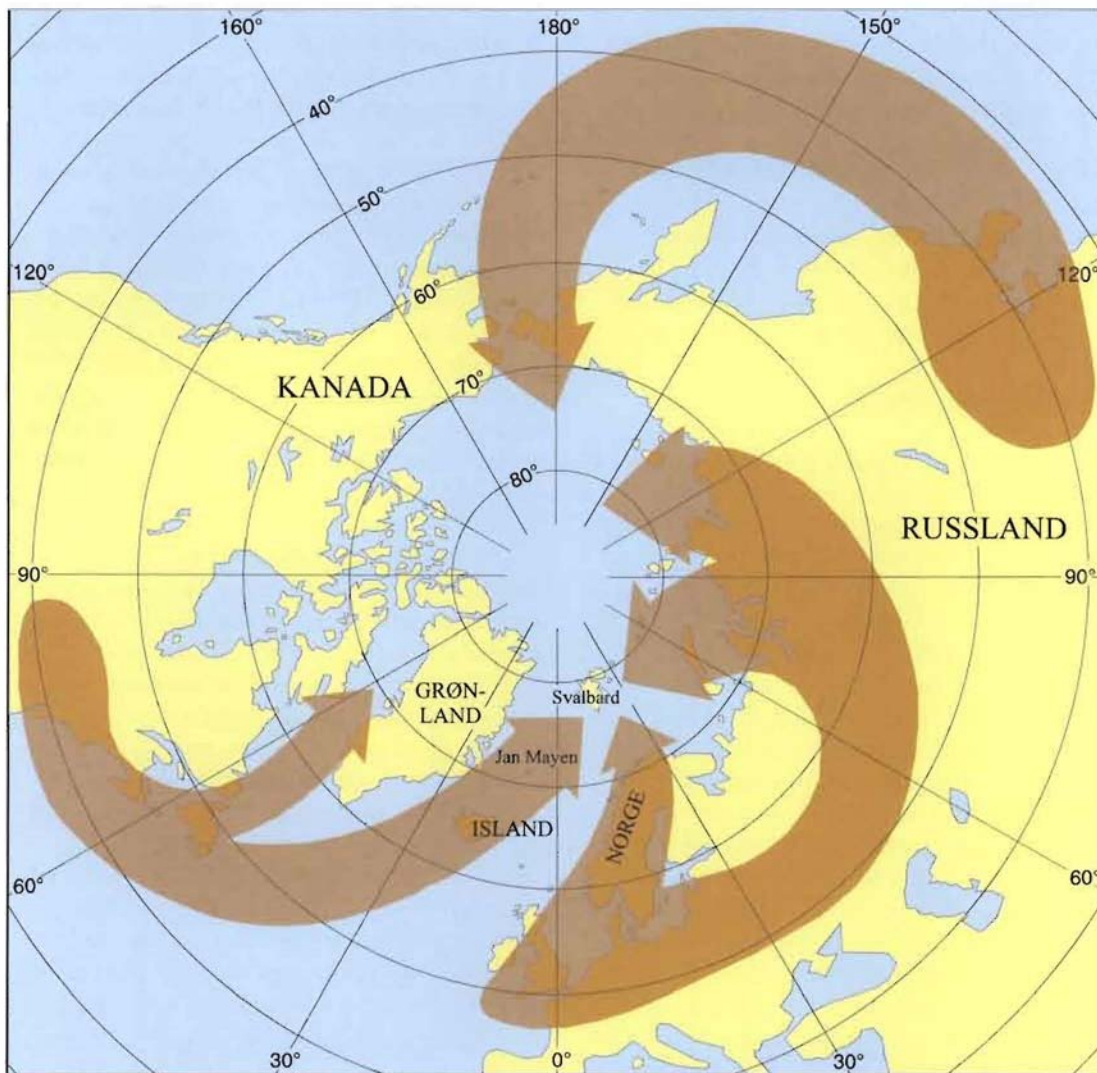 160°
180°
150°
40°
50°
120°
60°
120°
KANADA
70°
80°
RUSSLAND
90°
90°
GRØN-
LAND
Svalbard
Jan Mayen
ISLAND
NORGE
60°
60°
30°
0°
30°